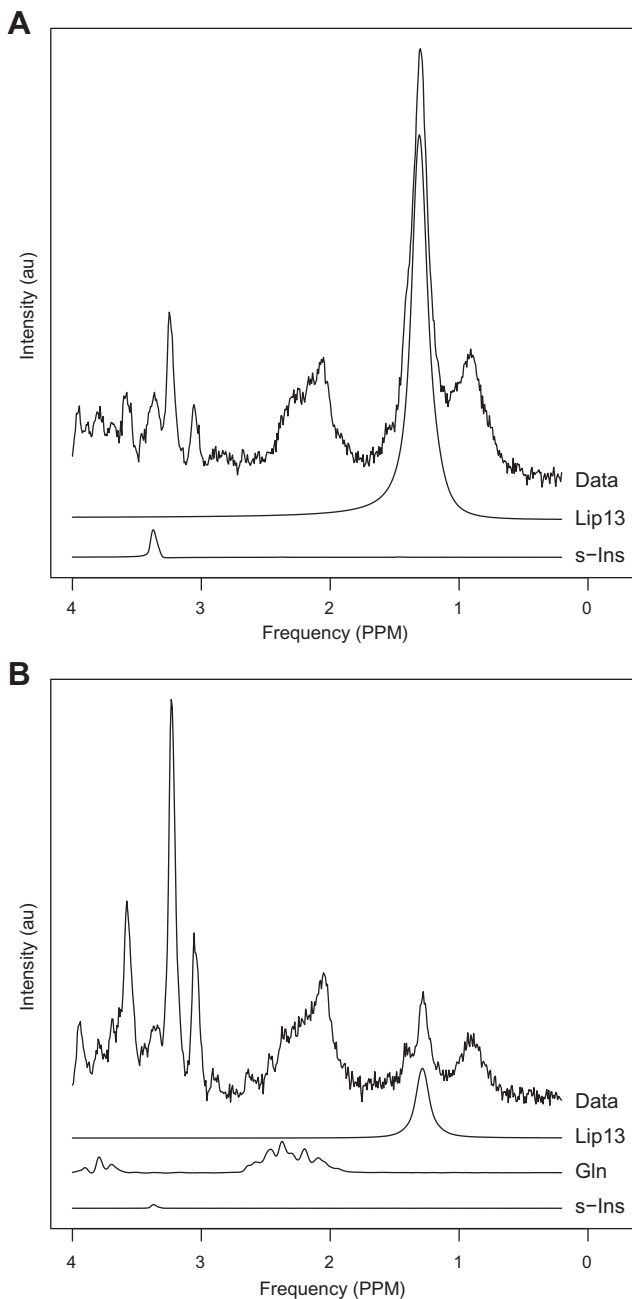 A
Intensity (au)
Data
Lip13
s−Ins
4 3 2 1 0
Frequency (PPM)
B
Intensity (au)
Data
Lip13
Gln
s−Ins
4 3 2 1 0
Frequency (PPM)